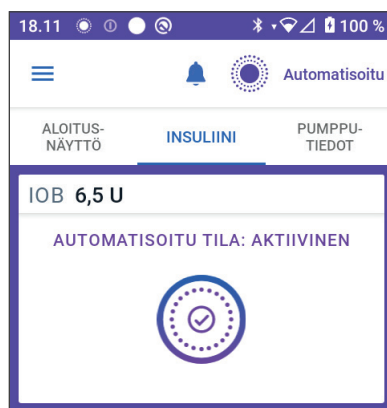 18.11 100 %
Automatisoitu
ALOITUS-
NÄYTTÖ
INSULIINI
PUMPPU-
TIEDOT
IOB 6,5 U
AUTOMATISOITU TILA: AKTIIVINEN